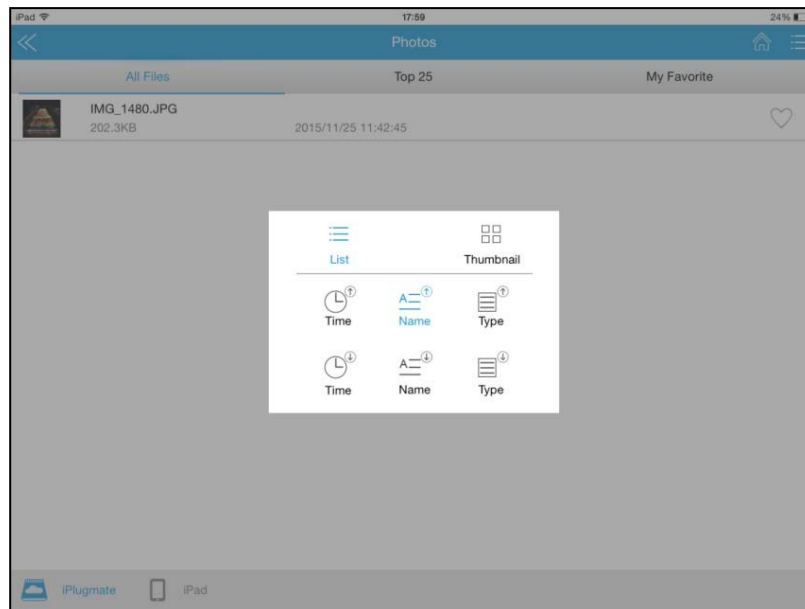 iPad 17:59 24%
Photos
All Files Top 25 My Favorite
IMG_1480.JPG
202.3KB 2015/11/25 11:42:45
List Thumbnail
Time Name Type
Time Name Type
iPlugmate iPad